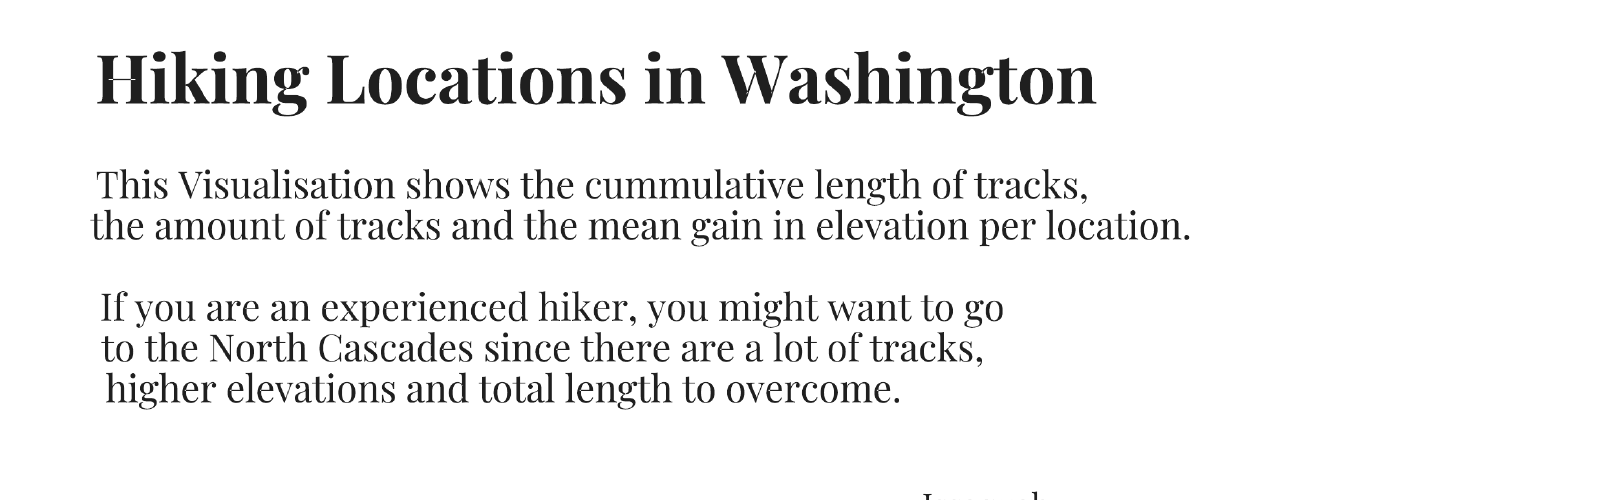 Hiking Locations in Washington
This Visualisation shows the cummulative length of tracks,
the amount of tracks and the mean gain in elevation per location.
If you are an experienced hiker, you might want to go
to the North Cascades since there are a lot of tracks,
higher elevations and total length to overcome.